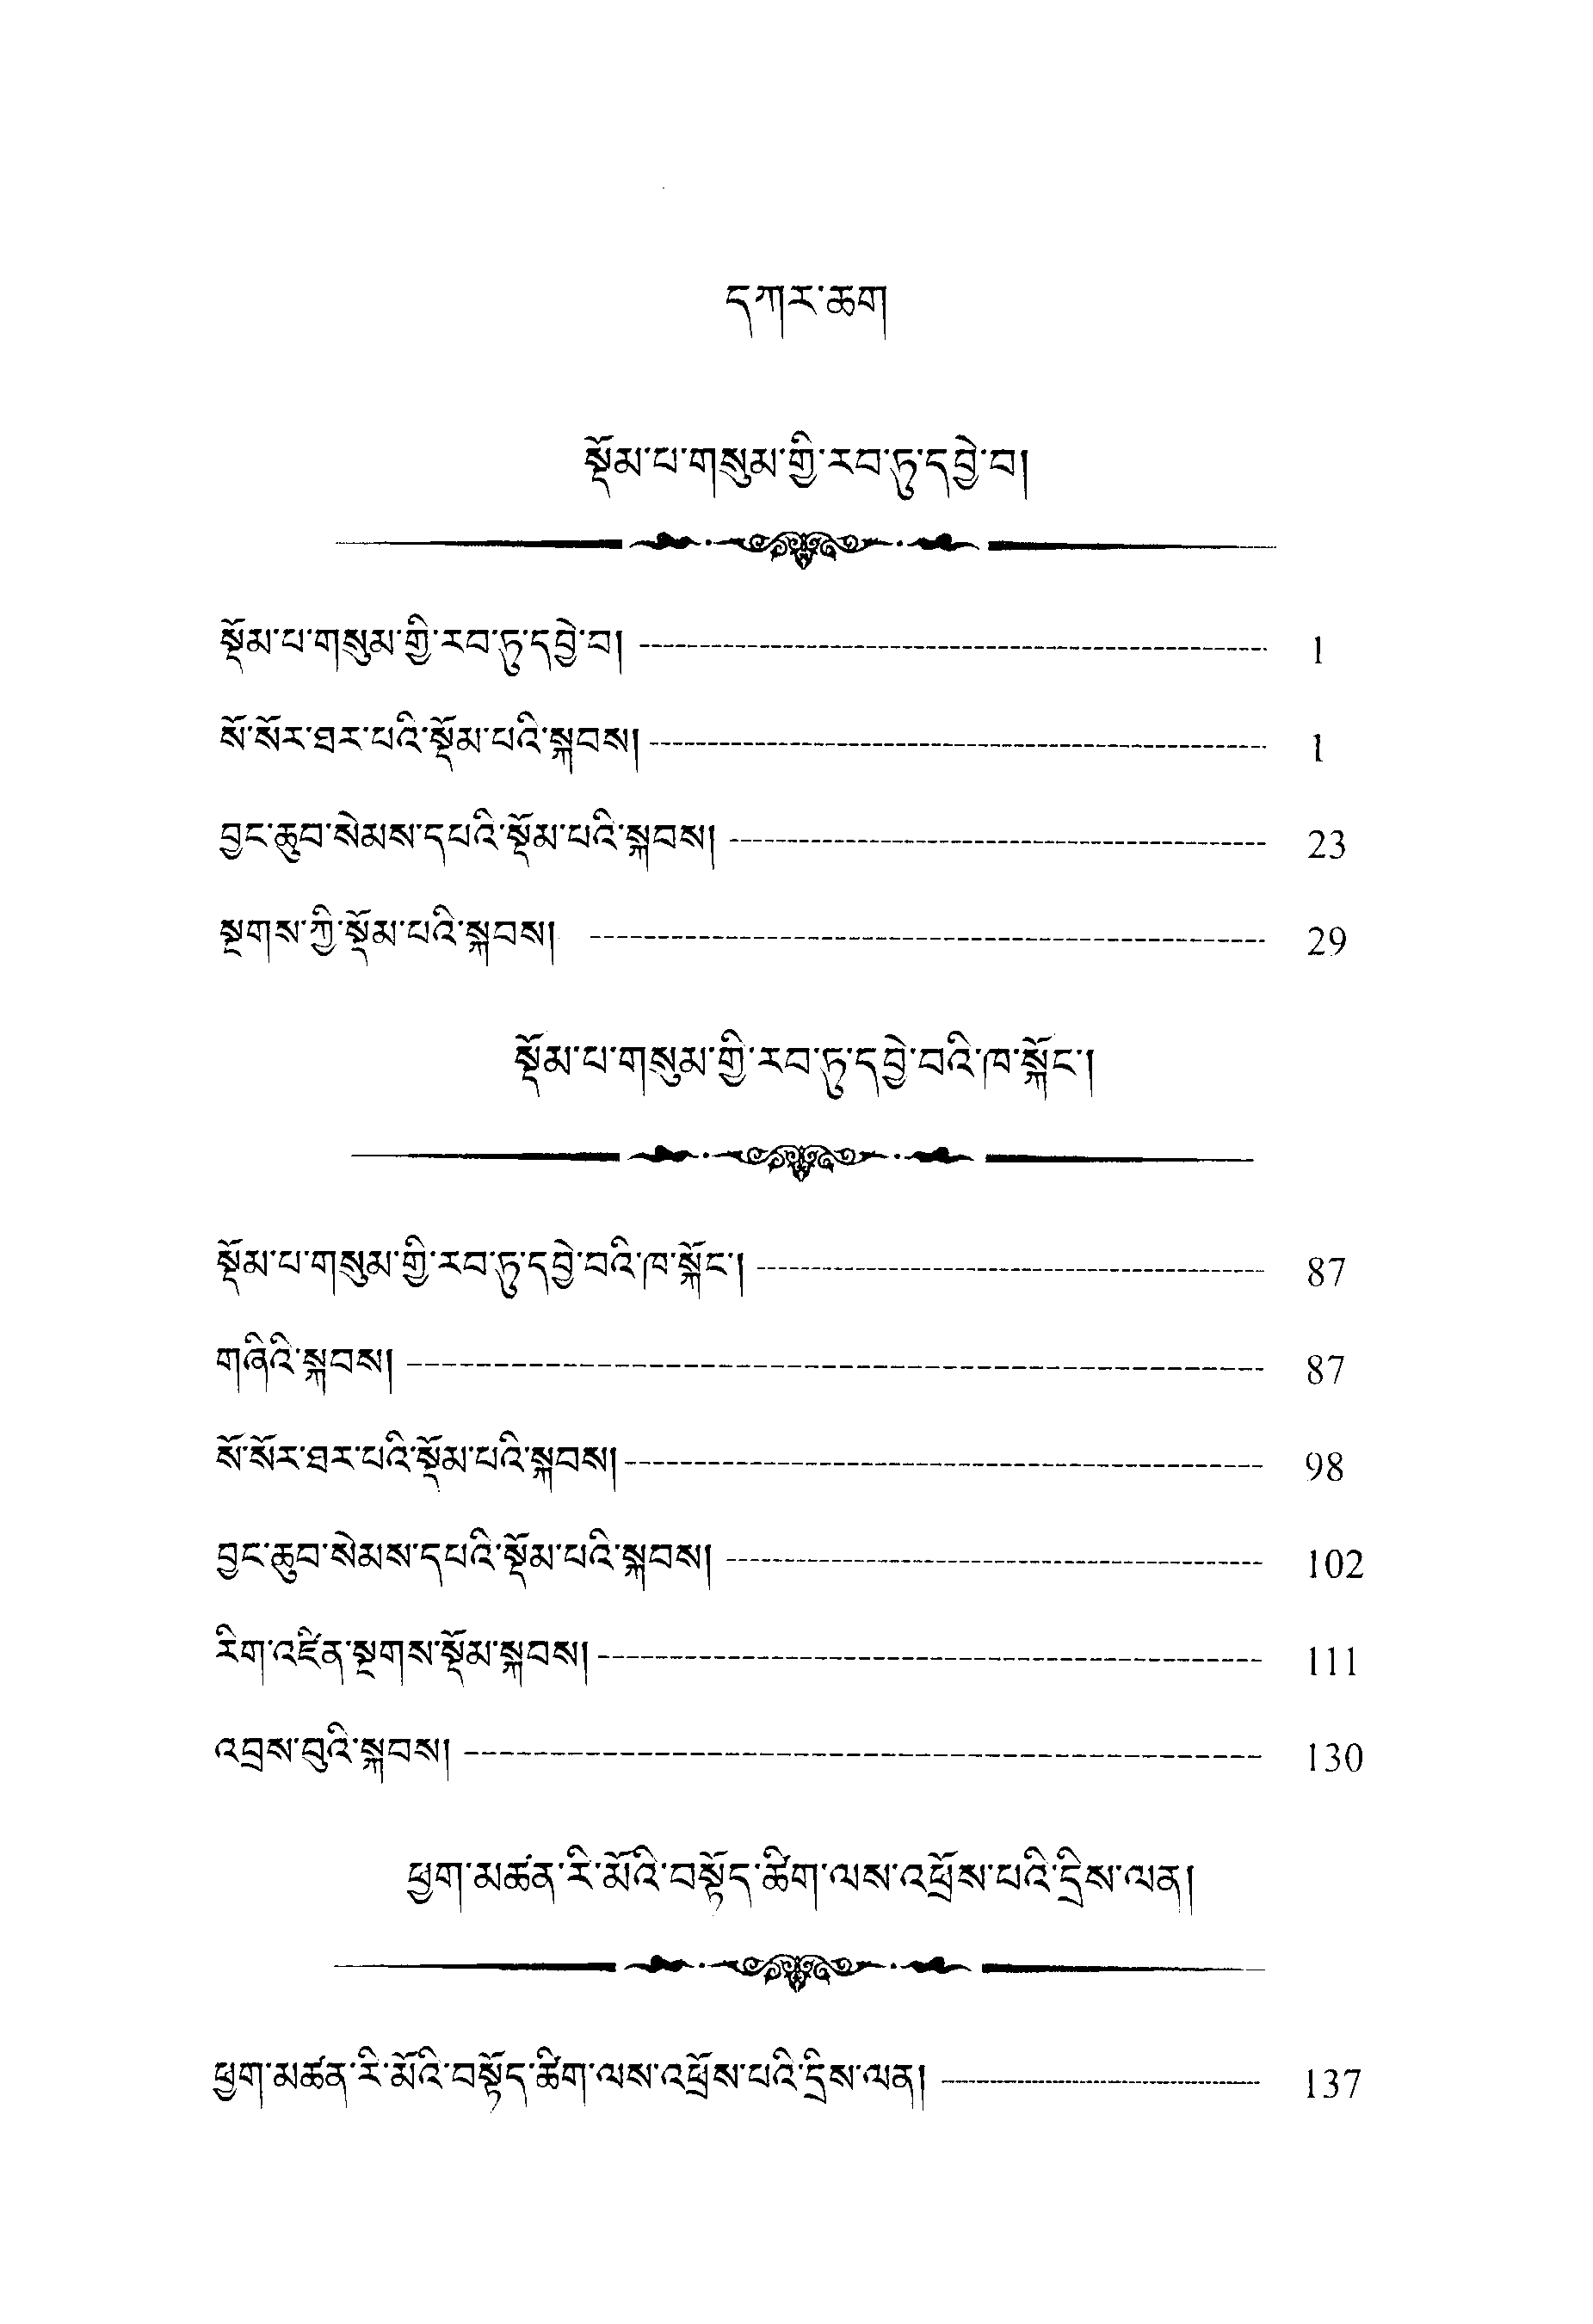 དཀར་ཆག
སྡོམ་པ་གསུམ་གྱི་རབ་ཏུ་དབྱེ་བ།
སྡོམ་པ་གསུམ་གྱི་རབ་ཏུ་དབྱེ་བ། 1
སོ་སོར་ཐར་པའི་སྡོམ་པའི་སྐབས། 1
བྱང་ཆུབ་སེམས་དཔའི་སྡོམ་པའི་སྐབས། 23
སྔགས་ཀྱི་སྡོམ་པའི་སྐབས། 29
སྡོམ་པ་གསུམ་གྱི་རབ་ཏུ་དབྱེ་བའི་ཁ་སྐོང་།
སྡོམ་པ་གསུམ་གྱི་རབ་ཏུ་དབྱེ་བའི་ཁ་སྐོང་། 87
གཞིའི་སྐབས། 87
སོ་སོར་ཐར་པའི་སྡོམ་པའི་སྐབས། 98
བྱང་ཆུབ་སེམས་དཔའི་སྡོམ་པའི་སྐབས། 102
རིག་འཛིན་སྔགས་སྡོམ་སྐབས། 111
འབྲས་བུའི་སྐབས། 130
ཕྱག་མཚན་རི་མོའི་བསྟོད་ཚིག་ལས་འཕྲོས་པའི་དྲིས་ལན།
ཕྱག་མཚན་རི་མོའི་བསྟོད་ཚིག་ལས་འཕྲོས་པའི་དྲིས་ལན། 137